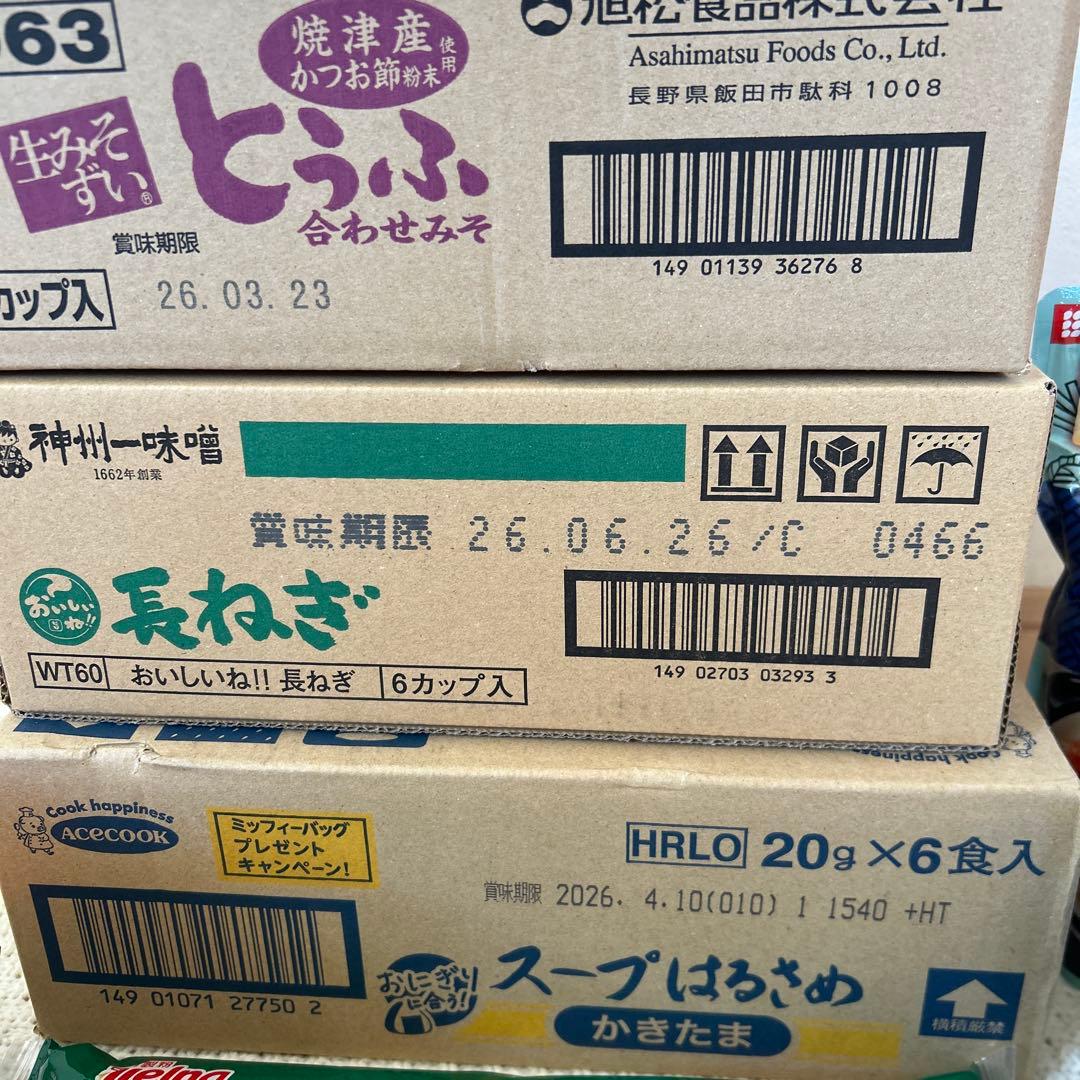 63
焼津産
かつお節粉末
使用
生みそ
ずい
®
とうふ
合わせみそ
賞味期限
26.03.23
カップ入
旭松食品株式会社
Asahimatsu Foods Co., Ltd.
長野県飯田市駄科1008
149 01139 36276 8
神州一味噌
1662年創業
賞味期限 26.06.26/C 0466
おいしい
ね!!
長ねぎ
WT60 おいしいね!! 長ねぎ 6カップ入
149 02703 03293 3
Cook happiness
Cook happiness
ACECOOK
ミッフィーバッグ
プレゼント
キャンペーン!
HRLO 20g×6食入
賞味期限 2026. 4.10(010) 1 1540 +HT
149 01071 27750 2
おにぎり
に合う!
スープはるさめ
かきたま
横積厳禁
製粉
Welna